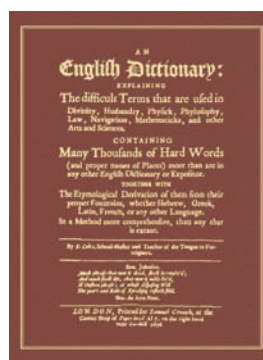 AN
English Dictionary:
EXPLAINING
The difficult Terms that are used in
Divinity, Husbandry, Physick, Phylosophy,
Law, Navigation, Mathematicks, and other
Arts and Sciences.
CONTAINING
Many Thousands of Hard Words
(and proper names of Places) more than are in
any other English Dictionary or Expositor.
TOGETHER WITH
The Etymological Derivation of them from their
proper Fountains, whether Hebrew, Greek,
Latin, French, or any other Language.
In a Method more comprehensive, than any that
is extant.
By E. Coles, School-Master and Teacher of the Tongue to Foreigners.
Hor. de Arte Poet.
LONDON, Printed for Samuel Crouch, at the